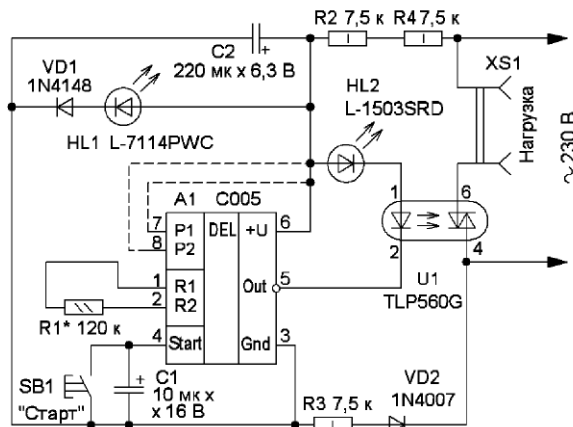 R2 7,5 к
R4 7,5 к
C2
220 мк х 6,3 В
VD1
1N4148
HL1 L-7114PWC
HL2
L-1503SRD
XS1
Нагрузка
~230 В
A1 C005
7 P1 DEL +U 6
8 P2
1 R1
2 R2
Out 5
4 Start Gnd 3
R1* 120 к
1 6
2 4
U1
TLP560G
SB1
"Старт"
C1
10 мк х
х 16 В
R3 7,5 к
VD2
1N4007
+
+